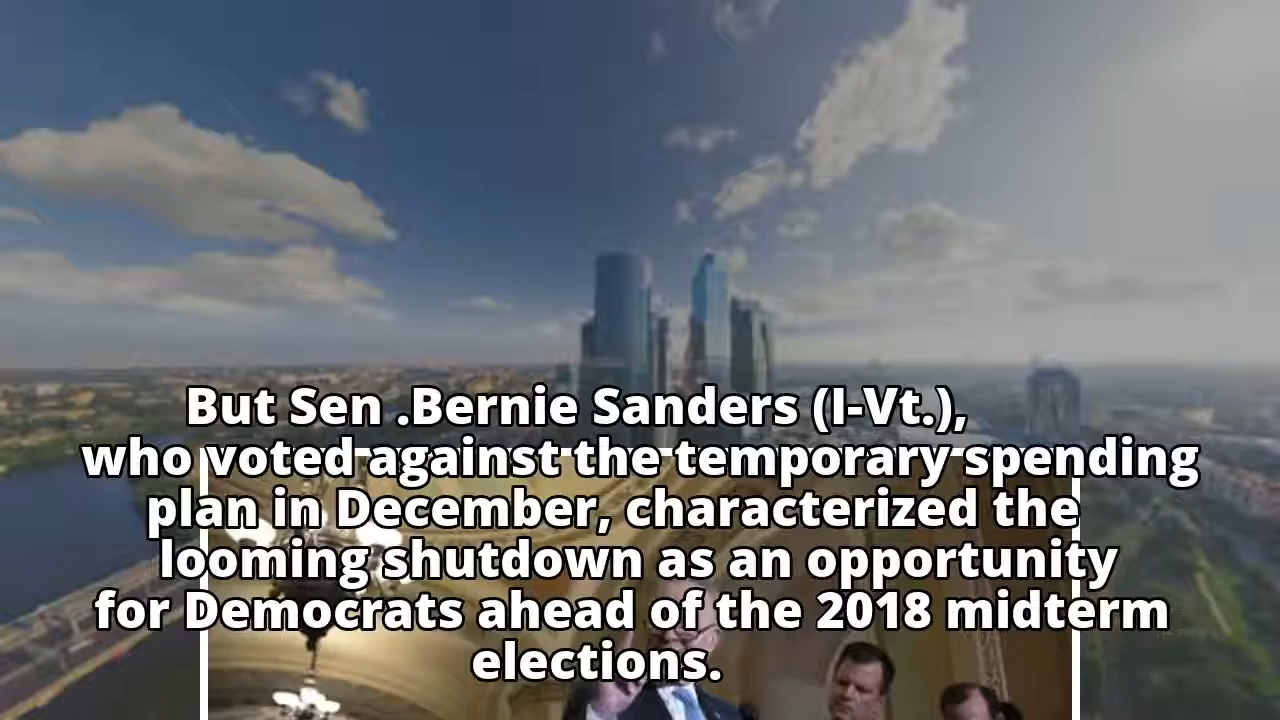 But Sen .Bernie Sanders (I-Vt.),
who voted against the temporary spending
plan in December, characterized the
looming shutdown as an opportunity
for Democrats ahead of the 2018 midterm
elections.